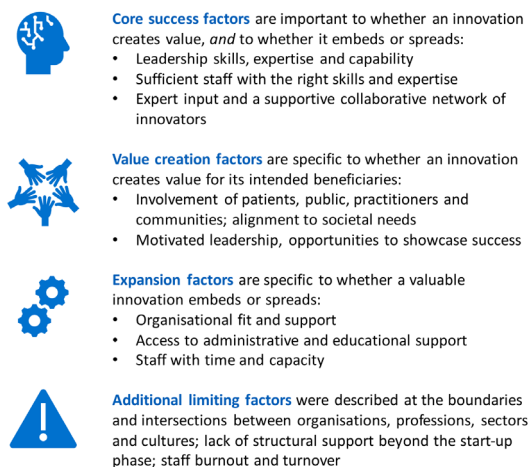 Core success factors are important to whether an innovation
creates value, and to whether it embeds or spreads:
• Leadership skills, expertise and capability
• Sufficient staff with the right skills and expertise
• Expert input and a supportive collaborative network of
innovators
Value creation factors are specific to whether an innovation
creates value for its intended beneficiaries:
• Involvement of patients, public, practitioners and
communities; alignment to societal needs
• Motivated leadership, opportunities to showcase success
Expansion factors are specific to whether a valuable
innovation embeds or spreads:
• Organisational fit and support
• Access to administrative and educational support
• Staff with time and capacity
Additional limiting factors were described at the boundaries
and intersections between organisations, professions, sectors
and cultures; lack of structural support beyond the start-up
phase; staff burnout and turnover